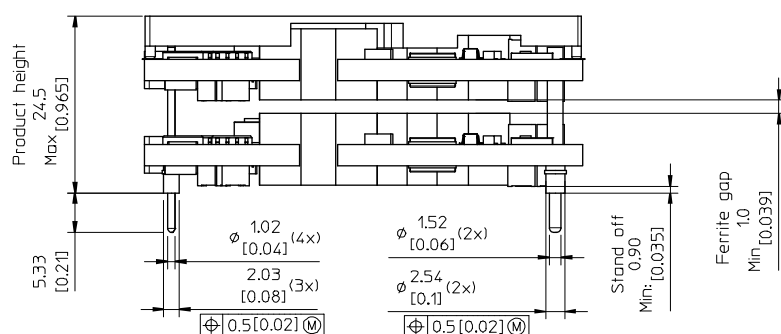 Product height
24.5
Max [0.965]
5.33
[0.21]
ø 1.02 (4x)
[0.04]
2.03 (3x)
[0.08]
⌖ 0.5 [0.02] Ⓜ
ø 1.52 (2x)
[0.06]
ø 2.54 (2x)
[0.1]
⌖ 0.5 [0.02] Ⓜ
Stand off
0.90
Min: [0.035]
Ferrite gap
1.0
Min [0.039]